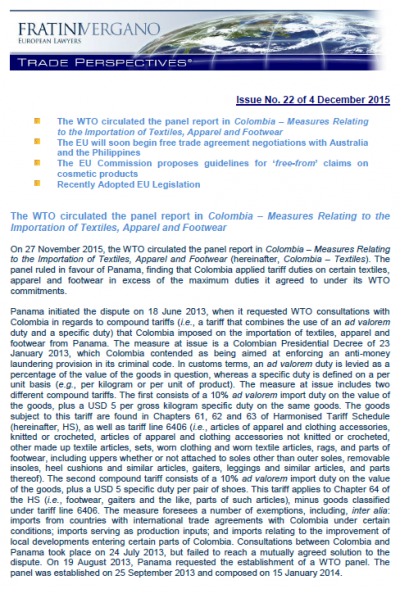 FRATINIVERGANO
EUROPEAN LAWYERS
TRADE PERSPECTIVES®
Issue No. 22 of 4 December 2015
The WTO circulated the panel report in Colombia – Measures Relating
to the Importation of Textiles, Apparel and Footwear
The EU will soon begin free trade agreement negotiations with Australia
and the Philippines
The EU Commission proposes guidelines for ‘free-from’ claims on
cosmetic products
Recently Adopted EU Legislation
The WTO circulated the panel report in Colombia – Measures Relating to the
Importation of Textiles, Apparel and Footwear
On 27 November 2015, the WTO circulated the panel report in Colombia – Measures Relating
to the Importation of Textiles, Apparel and Footwear (hereinafter, Colombia – Textiles). The
panel ruled in favour of Panama, finding that Colombia applied tariff duties on certain textiles,
apparel and footwear in excess of the maximum duties it agreed to under its WTO
commitments.
Panama initiated the dispute on 18 June 2013, when it requested WTO consultations with
Colombia in regards to compound tariffs (i.e., a tariff that combines the use of an ad valorem
duty and a specific duty) that Colombia imposed on the importation of textiles, apparel and
footwear from Panama. The measure at issue is a Colombian Presidential Decree of 23
January 2013, which Colombia contended as being aimed at enforcing an anti-money
laundering provision in its criminal code. In customs terms, an ad valorem duty is levied as a
percentage of the value of the goods in question, whereas a specific duty is defined on a per
unit basis (e.g., per kilogram or per unit of product). The measure at issue includes two
different compound tariffs. The first consists of a 10% ad valorem import duty on the value of
the goods, plus a USD 5 per gross kilogram specific duty on the same goods. The goods
subject to this tariff are found in Chapters 61, 62 and 63 of Harmonised Tariff Schedule
(hereinafter, HS), as well as tariff line 6406 (i.e., articles of apparel and clothing accessories,
knitted or crocheted, articles of apparel and clothing accessories not knitted or crocheted,
other made up textile articles, sets, worn clothing and worn textile articles, rags, and parts of
footwear, including uppers whether or not attached to soles other than outer soles, removable
insoles, heel cushions and similar articles, gaiters, leggings and similar articles, and parts
thereof). The second compound tariff consists of a 10% ad valorem import duty on the value
of the goods, plus a USD 5 specific duty per pair of shoes. This tariff applies to Chapter 64 of
the HS (i.e., footwear, gaiters and the like, parts of such articles), minus goods classified
under tariff line 6406. The measure foresees a number of exemptions, including, inter alia:
imports from countries with international trade agreements with Colombia under certain
conditions; imports serving as production inputs; and imports relating to the improvement of
local developments entering certain parts of Colombia. Consultations between Colombia and
Panama took place on 24 July 2013, but failed to reach a mutually agreed solution to the
dispute. On 19 August 2013, Panama requested the establishment of a WTO panel. The
panel was established on 25 September 2013 and composed on 15 January 2014.